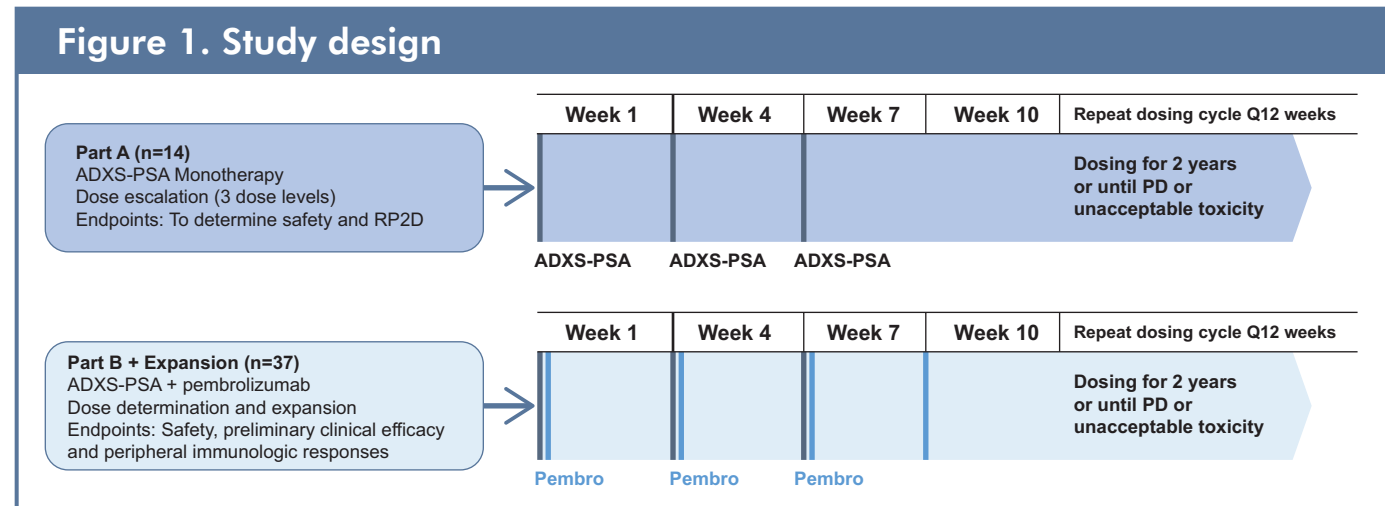 Figure 1. Study design
Part A (n=14)
ADXS-PSA Monotherapy
Dose escalation (3 dose levels)
Endpoints: To determine safety and RP2D
Week 1
Week 4
Week 7
Week 10
Repeat dosing cycle Q12 weeks
Dosing for 2 years
or until PD or
unacceptable toxicity
ADXS-PSA
ADXS-PSA
ADXS-PSA
Part B + Expansion (n=37)
ADXS-PSA + pembrolizumab
Dose determination and expansion
Endpoints: Safety, preliminary clinical efficacy
and peripheral immunologic responses
Week 1
Week 4
Week 7
Week 10
Repeat dosing cycle Q12 weeks
Dosing for 2 years
or until PD or
unacceptable toxicity
Pembro
Pembro
Pembro